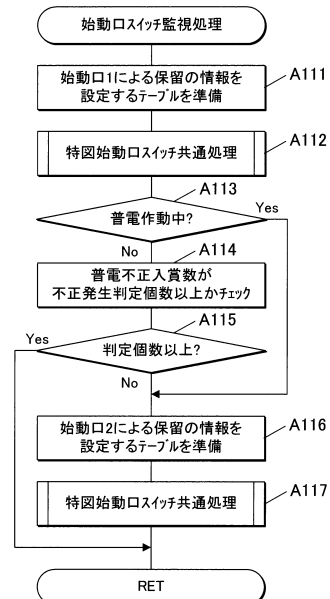 始動口スイッチ監視処理
始動口1による保留の情報を
設定するテーブルを準備
A111
特図始動口スイッチ共通処理
A112
普電作動中?
A113
Yes
No
普電不正入賞数が
不正発生判定個数以上かチェック
A114
判定個数以上?
A115
Yes
No
始動口2による保留の情報を
設定するテーブルを準備
A116
特図始動口スイッチ共通処理
A117
RET